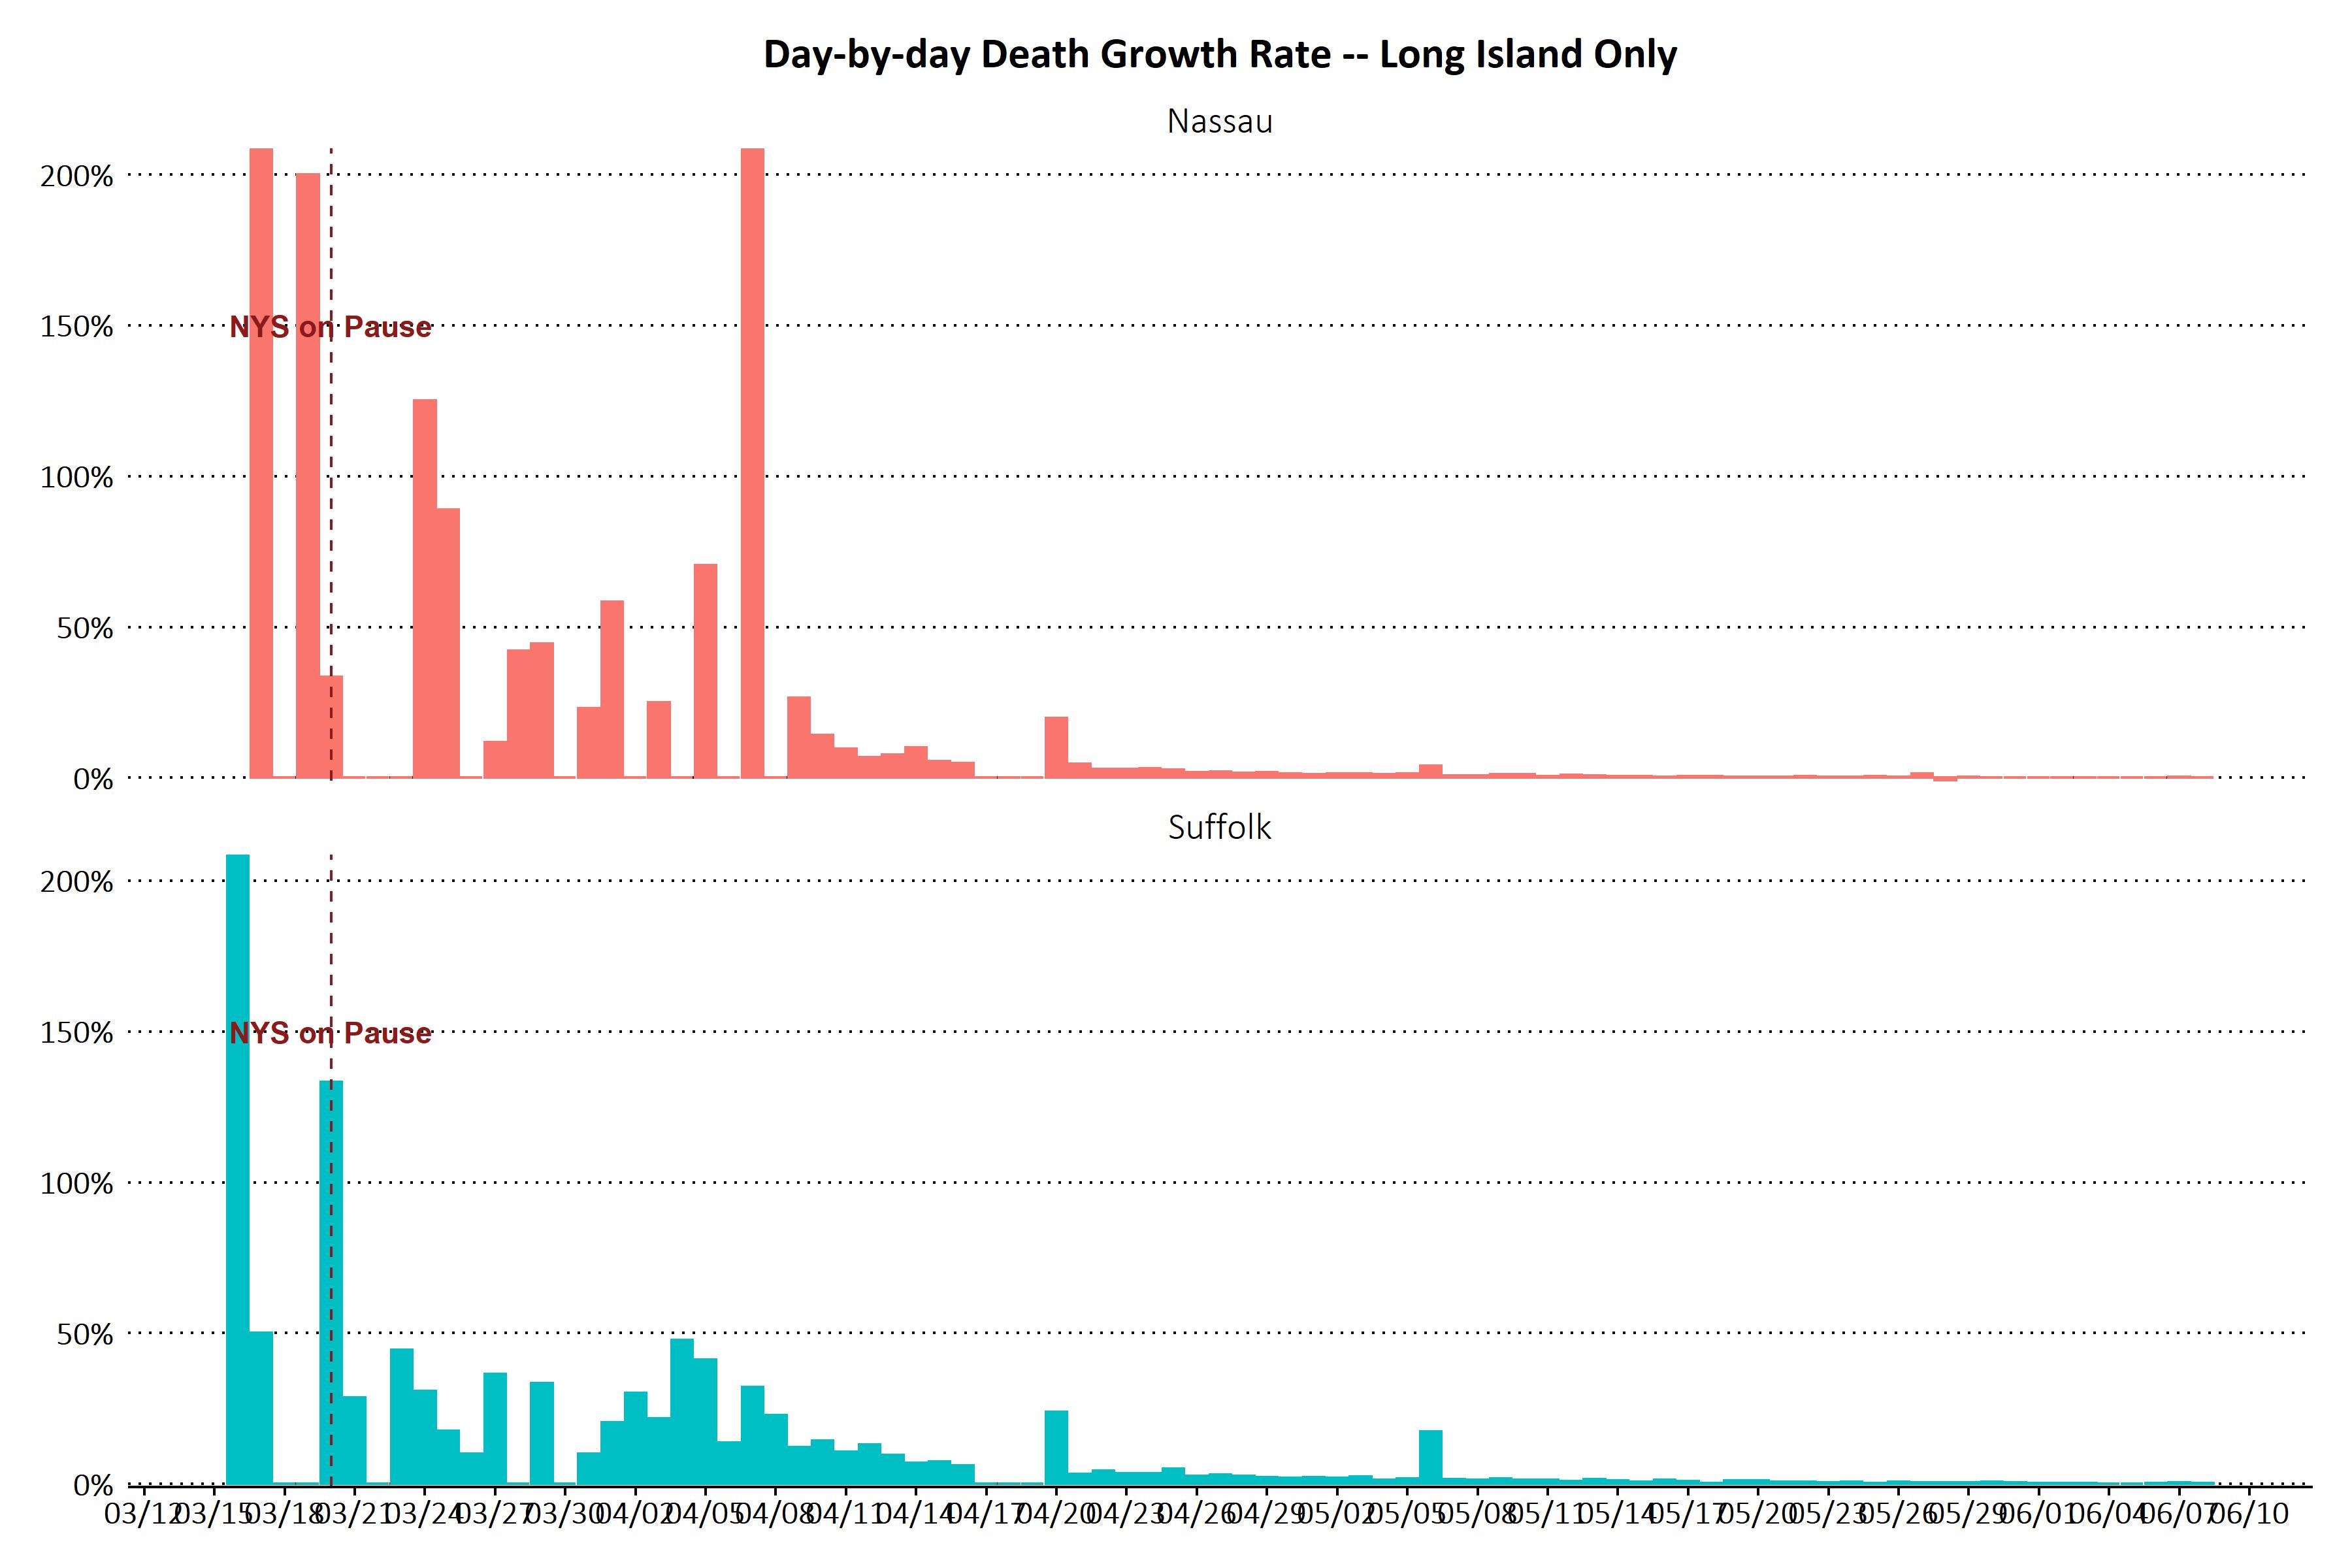 Day-by-day Death Growth Rate -- Long Island Only
Nassau
200%
150%
NYS on Pause
100%
50%
0%
Suffolk
200%
150%
NYS on Pause
100%
50%
0%
03/12 03/15 03/18 03/21 03/24 03/27 03/30 04/02 04/05 04/08 04/11 04/14 04/17 04/20 04/23 04/26 04/29 05/02 05/05 05/08 05/11 05/14 05/17 05/20 05/23 05/26 05/29 06/01 06/04 06/07 06/10